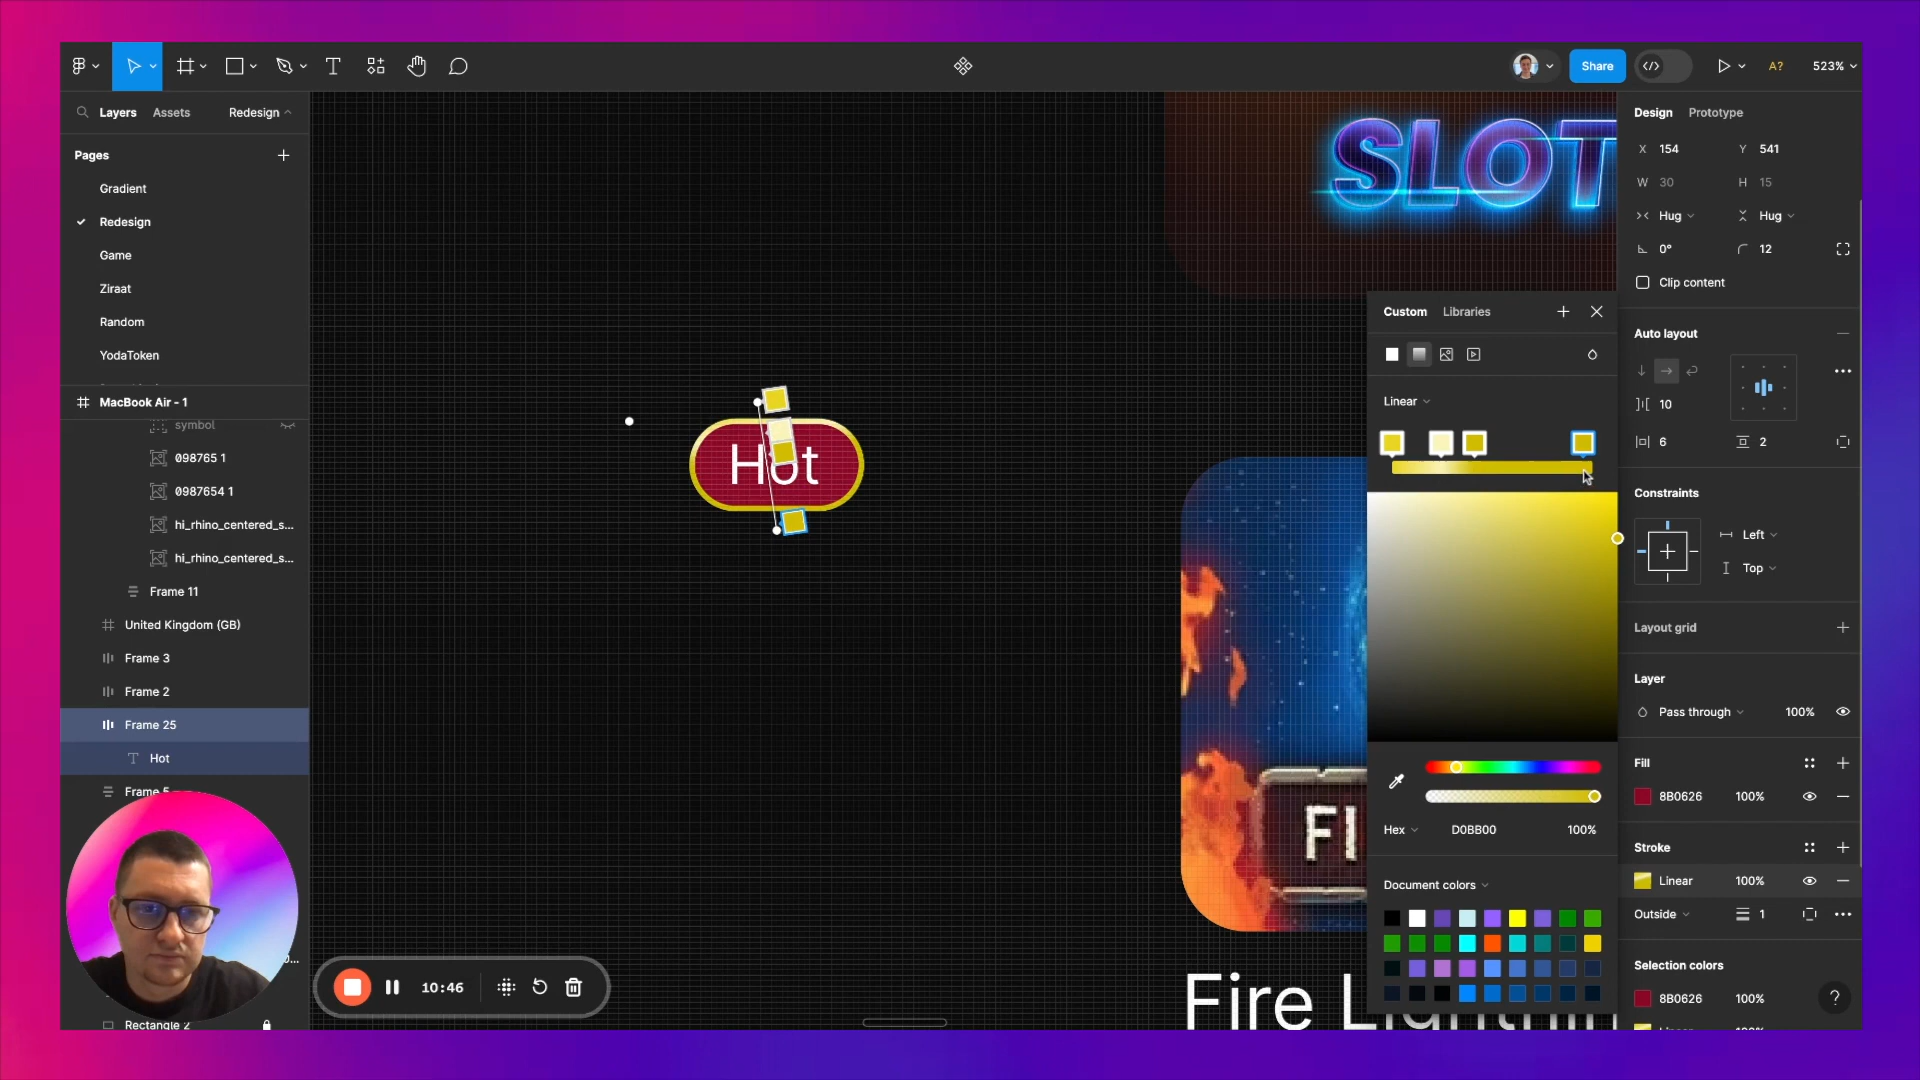 Share
A?
523%
Layers
Assets
Redesign
Pages
Gradient
Redesign
Game
Ziraat
Random
YodaToken
MacBook Air - 1
symbol
098765 1
0987654 1
hi_rhino_centered_s...
hi_rhino_centered_s...
Frame 11
United Kingdom (GB)
Frame 3
Frame 2
Frame 25
Hot
Frame 5
Rectangle 2
10:46
Hot
SLOT
FI
Custom
Libraries
Linear
Hex
D0BB00
100%
Document colors
Design
Prototype
X 154
Y 541
W 30
H 15
Hug
Hug
0°
12
Clip content
Auto layout
10
6
2
Constraints
Left
Top
Layout grid
Layer
Pass through
100%
Fill
8B0626
100%
Stroke
Linear
100%
Outside
1
Selection colors
8B0626
100%
?